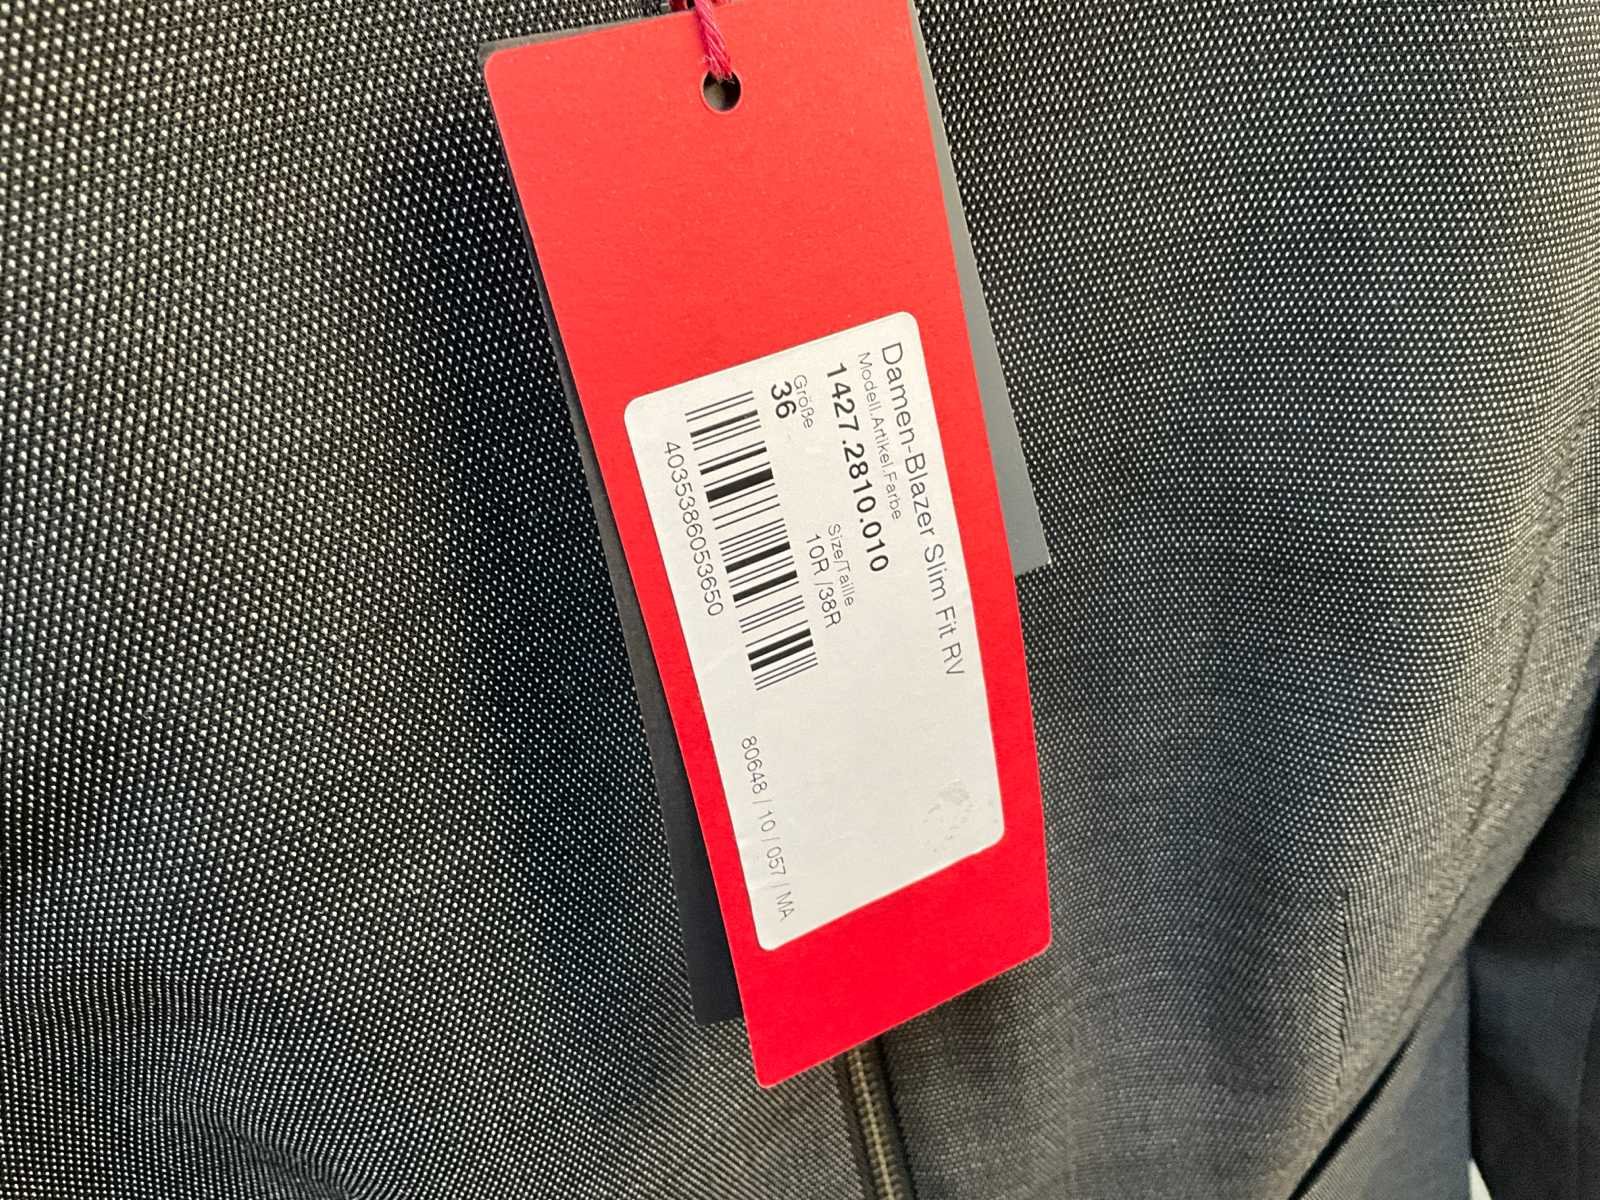 Damen-Blazer Slim Fit RV
Modell.Artikel.Farbe
1427.2810.010
Größe
36
Size/Taille
10R /38R
4035386053650
80648 / 10 / 057 / MA